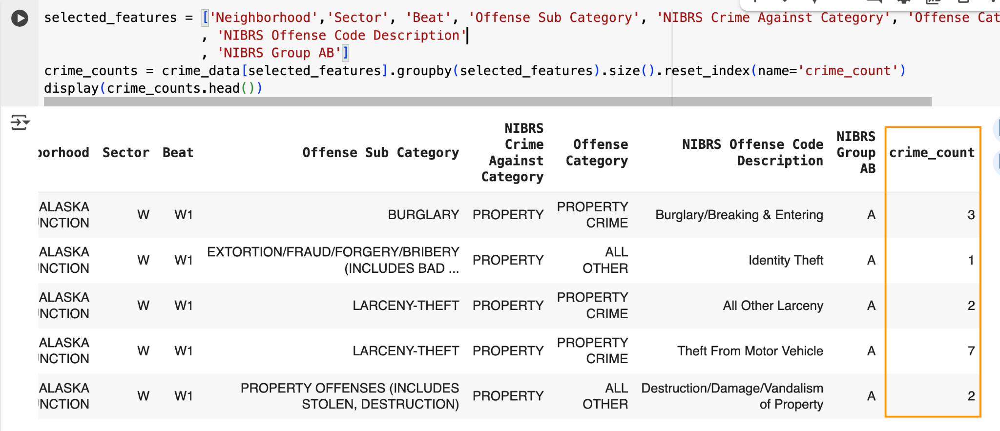 selected_features = ['Neighborhood','Sector', 'Beat', 'Offense Sub Category', 'NIBRS Crime Against Category', 'Offense Cat
, 'NIBRS Offense Code Description'
, 'NIBRS Group AB']
crime_counts = crime_data[selected_features].groupby(selected_features).size().reset_index(name='crime_count')
display(crime_counts.head())
borhood Sector Beat Offense Sub Category NIBRS Crime Against Category Offense Category NIBRS Offense Code Description NIBRS Group AB crime_count
ALASKA NCTION W W1 BURGLARY PROPERTY PROPERTY CRIME Burglary/Breaking & Entering A 3
ALASKA NCTION W W1 EXTORTION/FRAUD/FORGERY/BRIBERY (INCLUDES BAD ... PROPERTY ALL OTHER Identity Theft A 1
ALASKA NCTION W W1 LARCENY-THEFT PROPERTY PROPERTY CRIME All Other Larceny A 2
ALASKA NCTION W W1 LARCENY-THEFT PROPERTY PROPERTY CRIME Theft From Motor Vehicle A 7
ALASKA NCTION W W1 PROPERTY OFFENSES (INCLUDES STOLEN, DESTRUCTION) PROPERTY ALL OTHER Destruction/Damage/Vandalism of Property A 2